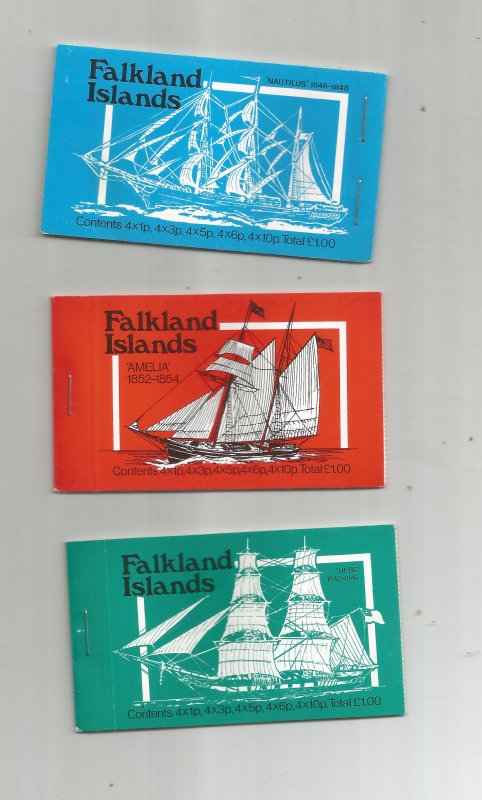 Falkland
Islands
'NAUTILUS' 1846-1848
Contents 4x1p, 4x3p, 4x5p, 4x6p, 4x10p. Total £1.00
Falkland
Islands
'AMELIA'
1852-1854
Contents 4x1p, 4x3p, 4x5p, 4x6p, 4x10p. Total £1.00
Falkland
Islands
'HEBE'
1842-1846
Contents 4x1p, 4x3p, 4x5p, 4x6p, 4x10p. Total £1.00